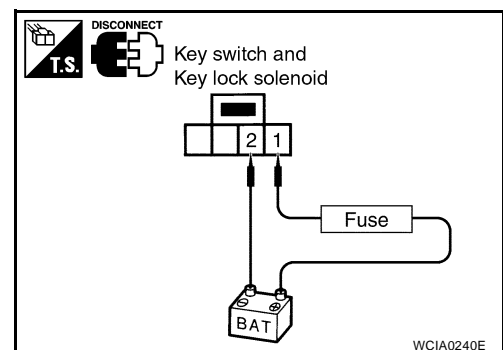 DISCONNECT
T.S.
Key switch and
Key lock solenoid
2 1
Fuse
⊖ ⊕
BAT
WCIA0240E